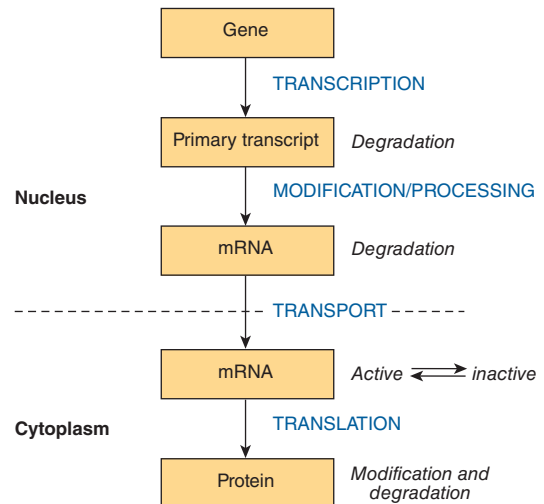 Gene
TRANSCRIPTION
Primary transcript Degradation
MODIFICATION/PROCESSING
Nucleus
mRNA Degradation
TRANSPORT
mRNA Active inactive
TRANSLATION
Cytoplasm
Protein Modification and
degradation